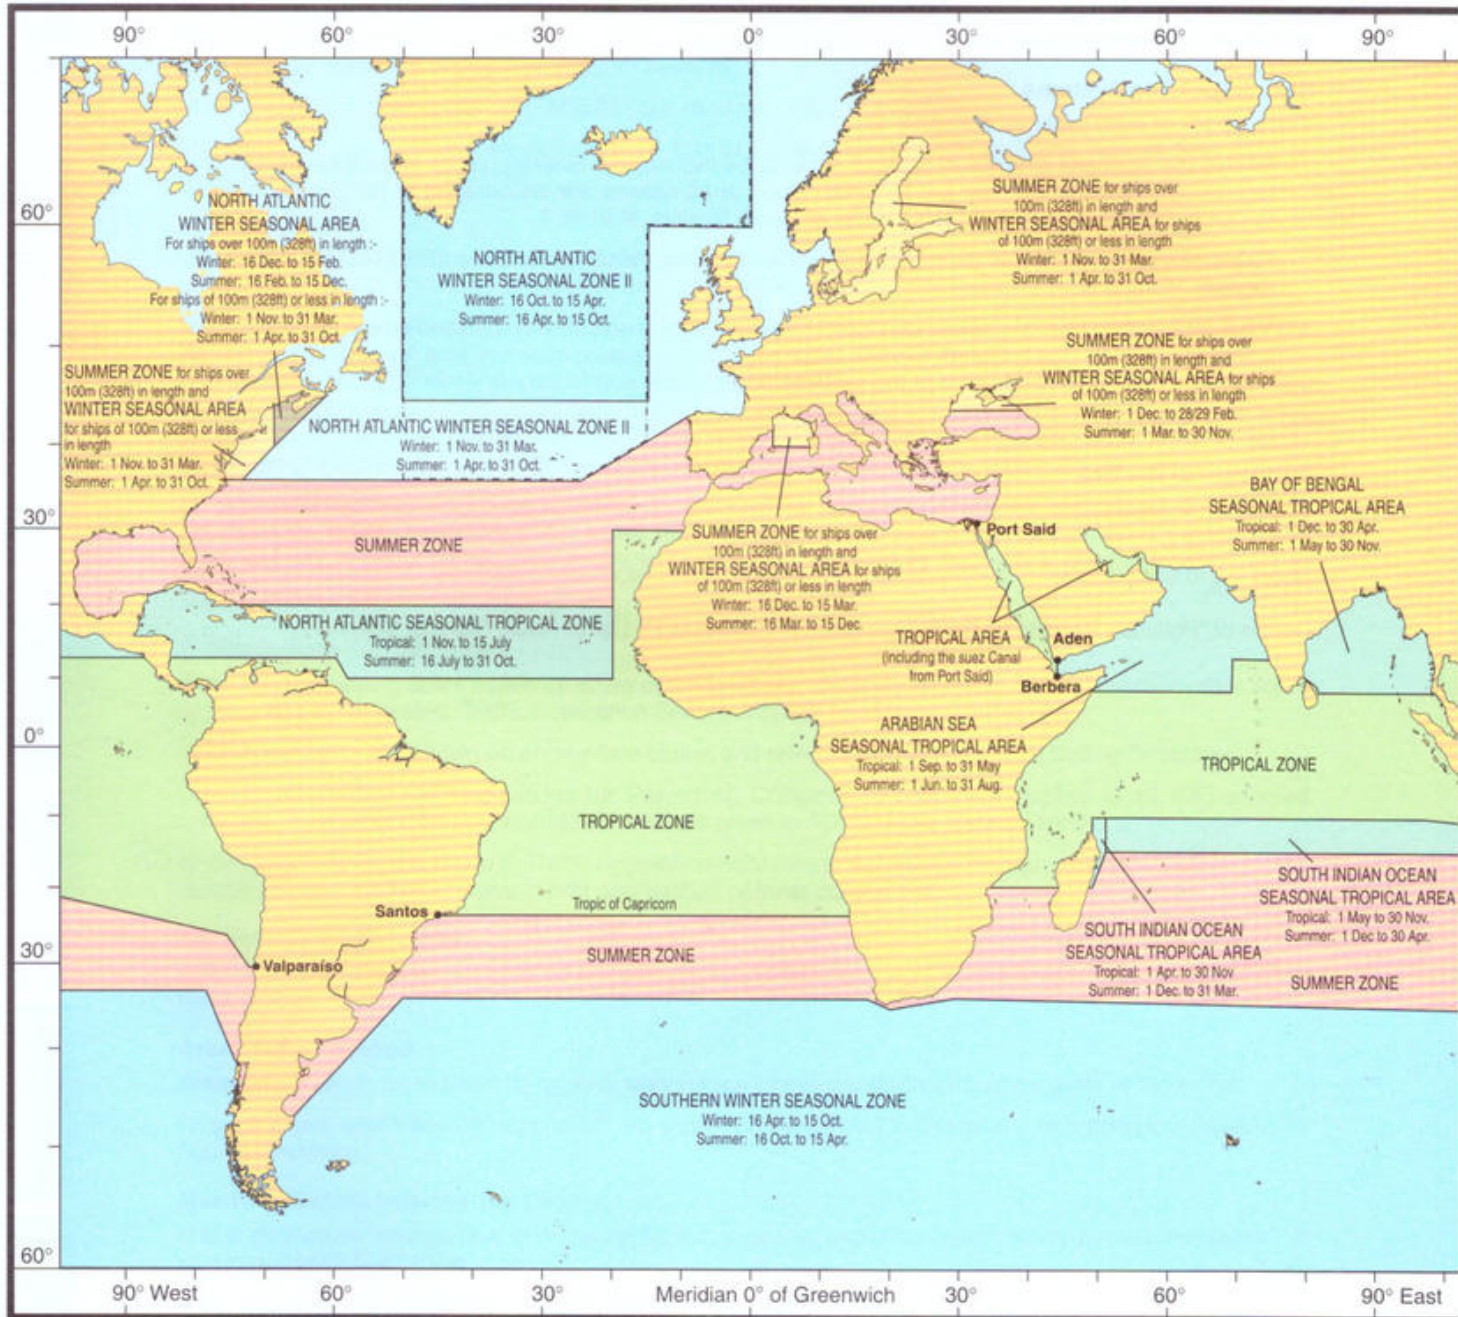 90° 60° 30° 0° 30° 60° 90°
60°
NORTH ATLANTIC
WINTER SEASONAL AREA
For ships over 100m (328ft) in length :-
Winter: 16 Dec. to 15 Feb.
Summer: 16 Feb. to 15 Dec.
For ships of 100m (328ft) or less in length :-
Winter: 1 Nov. to 31 Mar.
Summer: 1 Apr. to 31 Oct.
NORTH ATLANTIC
WINTER SEASONAL ZONE II
Winter: 16 Oct. to 15 Apr.
Summer: 16 Apr. to 15 Oct.
SUMMER ZONE for ships over
100m (328ft) in length and
WINTER SEASONAL AREA for ships
of 100m (328ft) or less in length
Winter: 1 Nov. to 31 Mar.
Summer: 1 Apr. to 31 Oct.
SUMMER ZONE for ships over
100m (328ft) in length and
WINTER SEASONAL AREA
for ships of 100m (328ft) or less
in length
Winter: 1 Nov. to 31 Mar.
Summer: 1 Apr. to 31 Oct.
NORTH ATLANTIC WINTER SEASONAL ZONE II
Winter: 1 Nov. to 31 Mar.
Summer: 1 Apr. to 31 Oct.
SUMMER ZONE for ships over
100m (328ft) in length and
WINTER SEASONAL AREA for ships
of 100m (328ft) or less in length
Winter: 1 Dec. to 28/29 Feb.
Summer: 1 Mar. to 30 Nov.
30°
SUMMER ZONE
SUMMER ZONE for ships over
100m (328ft) in length and
WINTER SEASONAL AREA for ships
of 100m (328ft) or less in length
Winter: 16 Dec. to 15 Mar.
Summer: 16 Mar. to 15 Dec.
Port Said
BAY OF BENGAL
SEASONAL TROPICAL AREA
Tropical: 1 Dec. to 30 Apr.
Summer: 1 May to 30 Nov.
NORTH ATLANTIC SEASONAL TROPICAL ZONE
Tropical: 1 Nov. to 15 July
Summer: 16 July to 31 Oct.
TROPICAL AREA
(including the suez Canal
from Port Said)
Aden
Berbera
0°
ARABIAN SEA
SEASONAL TROPICAL AREA
Tropical: 1 Sep. to 31 May
Summer: 1 Jun. to 31 Aug.
TROPICAL ZONE
TROPICAL ZONE
Santos
Tropic of Capricorn
SOUTH INDIAN OCEAN
SEASONAL TROPICAL AREA
Tropical: 1 May to 30 Nov.
Summer: 1 Dec to 30 Apr.
30°
Valparaíso
SUMMER ZONE
SOUTH INDIAN OCEAN
SEASONAL TROPICAL AREA
Tropical: 1 Apr. to 30 Nov
Summer: 1 Dec. to 31 Mar.
SUMMER ZONE
SOUTHERN WINTER SEASONAL ZONE
Winter: 16 Apr. to 15 Oct.
Summer: 16 Oct. to 15 Apr.
60°
90° West 60° 30° Meridian 0° of Greenwich 30° 60° 90° East